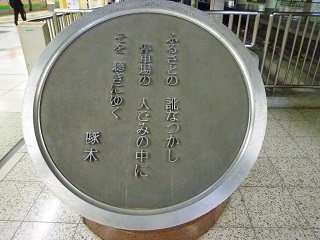 ふるさとの 訛なつかし
停車場の 人ごみの中に
そを 聴きにゆく
啄木